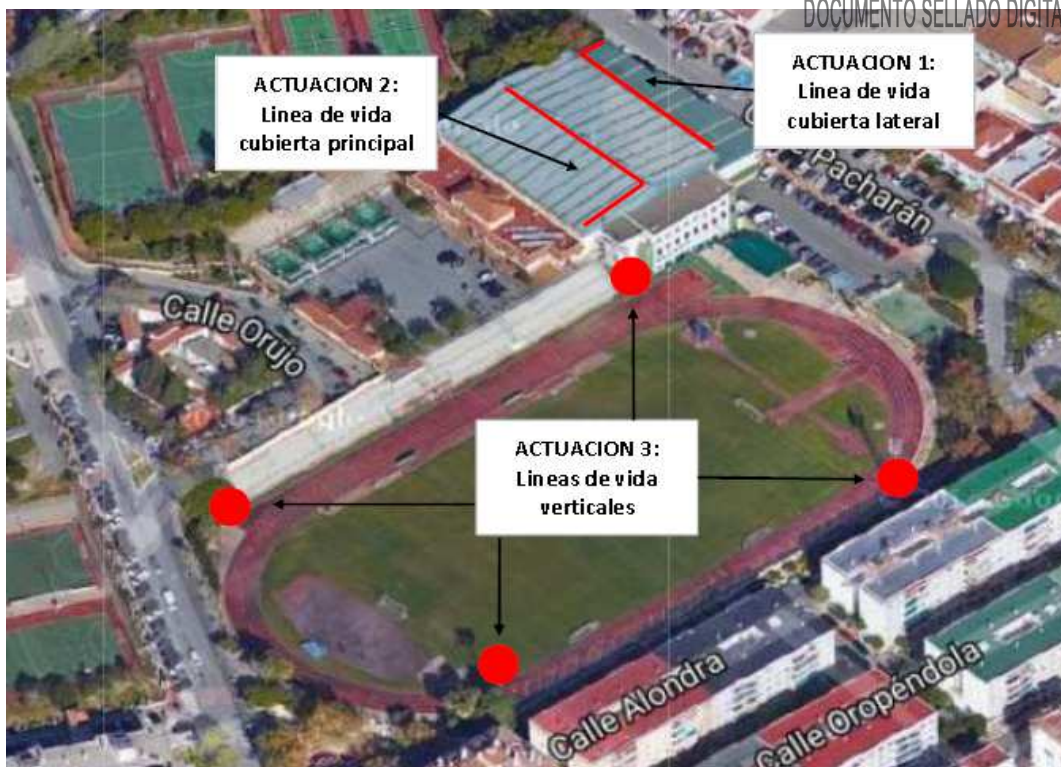 DOCUMENTO SELLADO DIGITA
ACTUACION 2:
Linea de vida
cubierta principal
ACTUACION 1:
Linea de vida
cubierta lateral
Pacharán
Calle Orujo
ACTUACION 3:
Lineas de vida
verticales
Calle Alondra
Calle Oropéndola